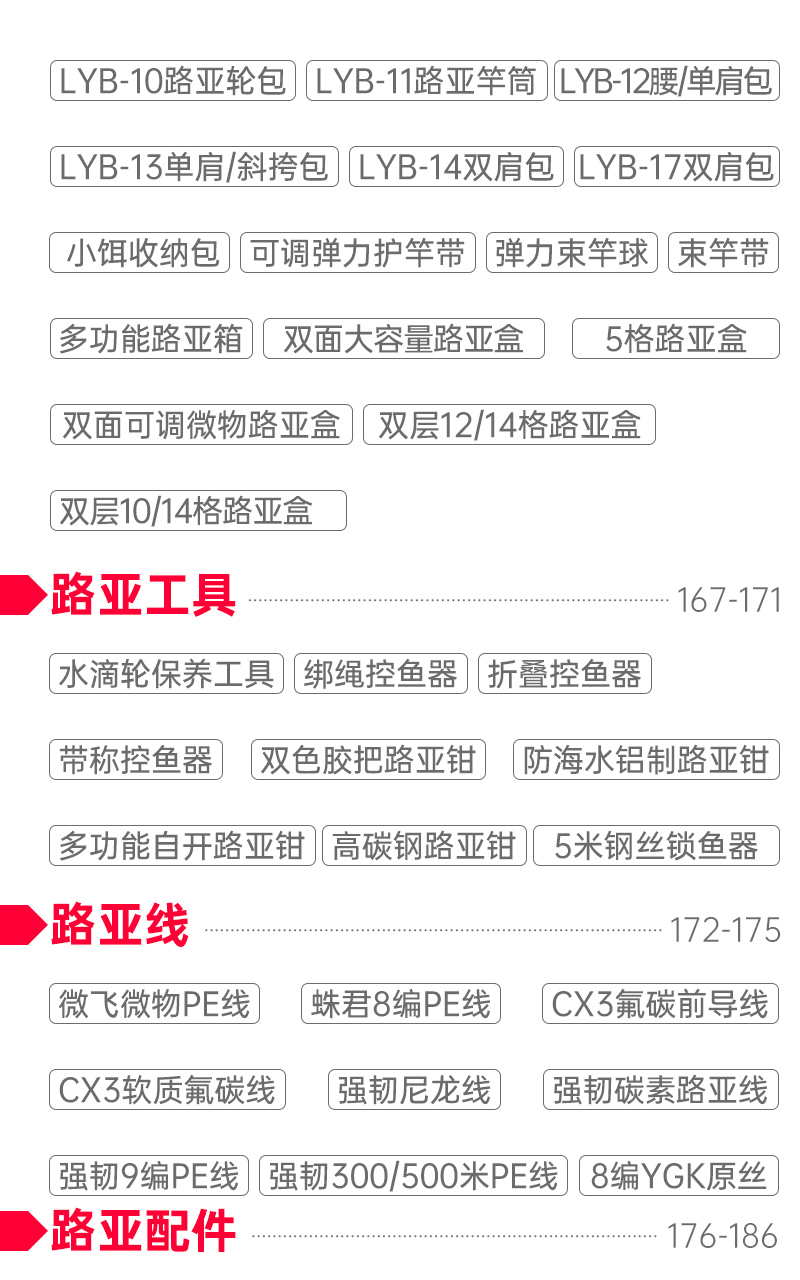 LYB-10路亚轮包 LYB-11路亚竿筒 LYB-12腰/单肩包
LYB-13单肩/斜挎包 LYB-14双肩包 LYB-17双肩包
小饵收纳包 可调弹力护竿带 弹力束竿球 束竿带
多功能路亚箱 双面大容量路亚盒 5格路亚盒
双面可调微物路亚盒 双层12/14格路亚盒
双层10/14格路亚盒
路亚工具 167-171
水滴轮保养工具 绑绳控鱼器 折叠控鱼器
带称控鱼器 双色胶把路亚钳 防海水铝制路亚钳
多功能自开路亚钳 高碳钢路亚钳 5米钢丝锁鱼器
路亚线 172-175
微飞微物PE线 蛛君8编PE线 CX3氟碳前导线
CX3软质氟碳线 强韧尼龙线 强韧碳素路亚线
强韧9编PE线 强韧300/500米PE线 8编YGK原丝
路亚配件 176-186